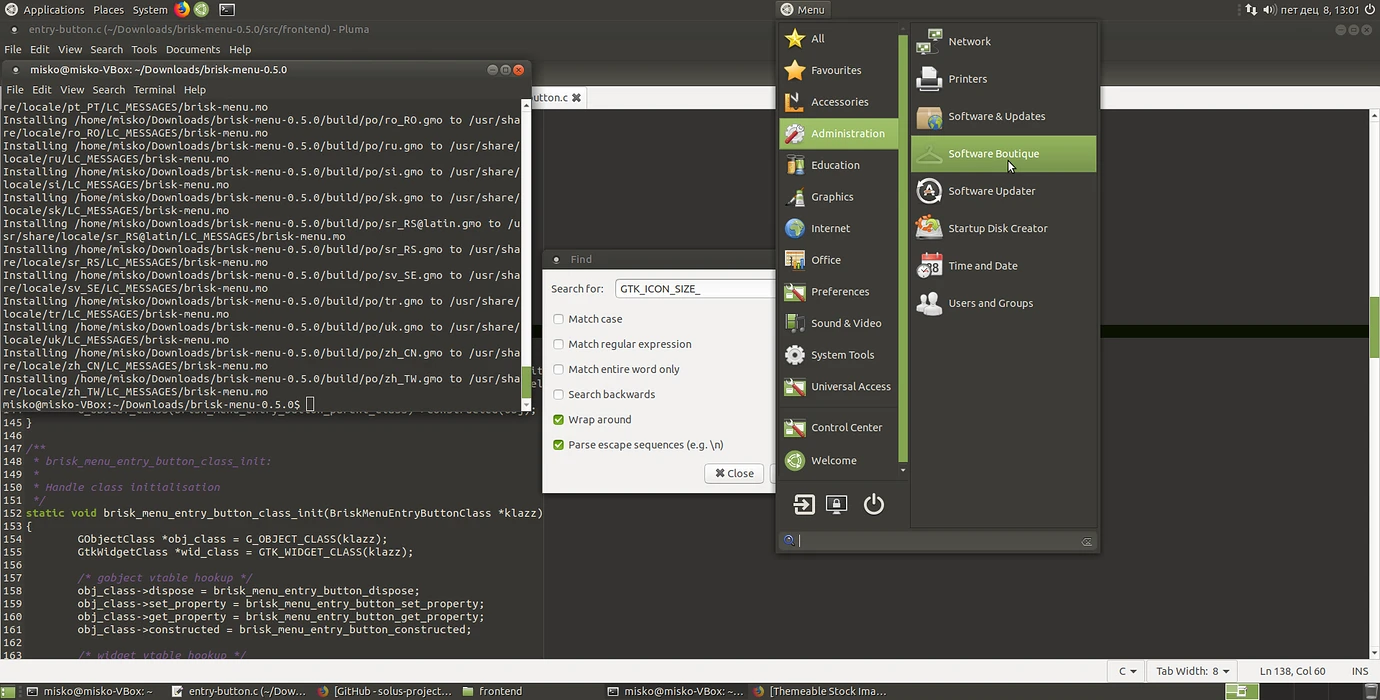 Applications Places System
Menu
пет дец 8, 13:01
entry-button.c (~/Downloads/brisk-menu-0.5.0/src/frontend) - Pluma
File Edit View Search Tools Documents Help
misko@misko-VBox: ~/Downloads/brisk-menu-0.5.0
File Edit View Search Terminal Help
utton.c
re/locale/pt_PT/LC_MESSAGES/brisk-menu.mo
Installing /home/misko/Downloads/brisk-menu-0.5.0/build/po/ro_RO.gmo to /usr/sha
re/locale/ro_RO/LC_MESSAGES/brisk-menu.mo
Installing /home/misko/Downloads/brisk-menu-0.5.0/build/po/ru.gmo to /usr/share/
locale/ru/LC_MESSAGES/brisk-menu.mo
Installing /home/misko/Downloads/brisk-menu-0.5.0/build/po/si.gmo to /usr/share/
locale/si/LC_MESSAGES/brisk-menu.mo
Installing /home/misko/Downloads/brisk-menu-0.5.0/build/po/sk.gmo to /usr/share/
locale/sk/LC_MESSAGES/brisk-menu.mo
Installing /home/misko/Downloads/brisk-menu-0.5.0/build/po/sr_RS@latin.gmo to /u
sr/share/locale/sr_RS@latin/LC_MESSAGES/brisk-menu.mo
Installing /home/misko/Downloads/brisk-menu-0.5.0/build/po/sr_RS.gmo to /usr/sha
re/locale/sr_RS/LC_MESSAGES/brisk-menu.mo
Installing /home/misko/Downloads/brisk-menu-0.5.0/build/po/sv_SE.gmo to /usr/sha
re/locale/sv_SE/LC_MESSAGES/brisk-menu.mo
Installing /home/misko/Downloads/brisk-menu-0.5.0/build/po/tr.gmo to /usr/share/
locale/tr/LC_MESSAGES/brisk-menu.mo
Installing /home/misko/Downloads/brisk-menu-0.5.0/build/po/uk.gmo to /usr/share/
locale/uk/LC_MESSAGES/brisk-menu.mo
Installing /home/misko/Downloads/brisk-menu-0.5.0/build/po/zh_CN.gmo to /usr/sha
re/locale/zh_CN/LC_MESSAGES/brisk-menu.mo
Installing /home/misko/Downloads/brisk-menu-0.5.0/build/po/zh_TW.gmo to /usr/sha
re/locale/zh_TW/LC_MESSAGES/brisk-menu.mo
misko@misko-VBox:~/Downloads/brisk-menu-0.5.0$
145 }
146
147 /**
148 * brisk_menu_entry_button_class_init:
149 *
150 * Handle class initialisation
151 */
152 static void brisk_menu_entry_button_class_init(BriskMenuEntryButtonClass *klazz)
153 {
154 GObjectClass *obj_class = G_OBJECT_CLASS(klazz);
155 GtkWidgetClass *wid_class = GTK_WIDGET_CLASS(klazz);
156
157 /* gobject vtable hookup */
158 obj_class->dispose = brisk_menu_entry_button_dispose;
159 obj_class->set_property = brisk_menu_entry_button_set_property;
160 obj_class->get_property = brisk_menu_entry_button_get_property;
161 obj_class->constructed = brisk_menu_entry_button_constructed;
162
163 /* widget vtable hookup */
Find
Search for: GTK_ICON_SIZE_
Match case
Match regular expression
Match entire word only
Search backwards
Wrap around
Parse escape sequences (e.g. \n)
Close
All
Favourites
Accessories
Administration
Education
Graphics
Internet
Office
Preferences
Sound & Video
System Tools
Universal Access
Control Center
Welcome
Network
Printers
Software & Updates
Software Boutique
Software Updater
Startup Disk Creator
Time and Date
Users and Groups
C Tab Width: 8 Ln 138, Col 60 INS
misko@misko-VBox: ~
entry-button.c (~/Dow...
[GitHub - solus-project...
frontend
misko@misko-VBox: ~...
[Themeable Stock Ima...